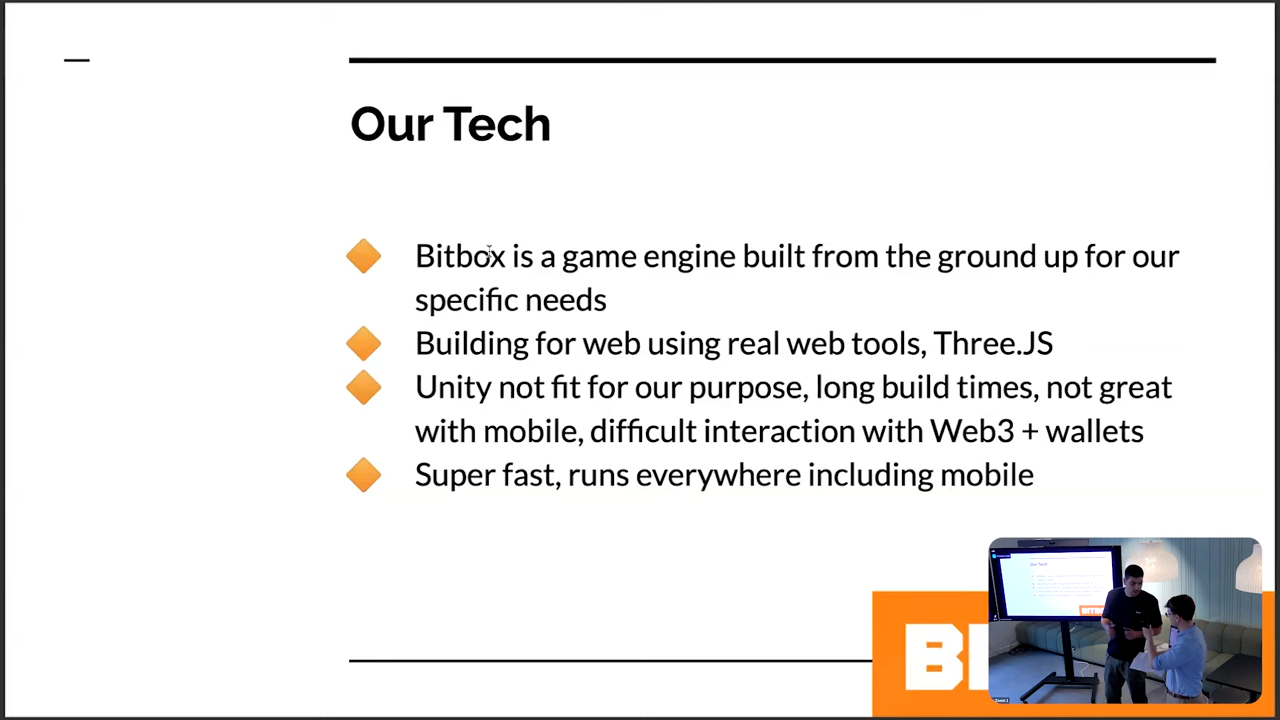 Our Tech
Bitbox is a game engine built from the ground up for our
specific needs
Building for web using real web tools, Three.JS
Unity not fit for our purpose, long build times, not great
with mobile, difficult interaction with Web3 + wallets
Super fast, runs everywhere including mobile
Our Tech